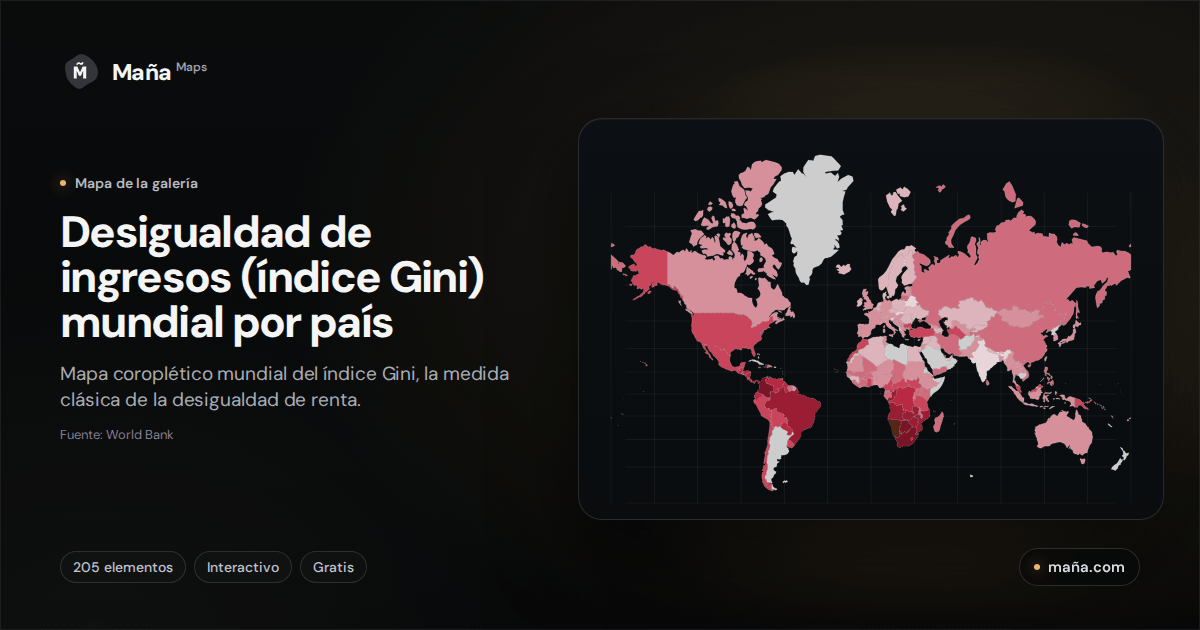 M̃
Maña Maps
Mapa de la galería
Desigualdad de
ingresos (índice Gini)
mundial por país
Mapa coroplético mundial del índice Gini, la medida
clásica de la desigualdad de renta.
Fuente: World Bank
205 elementos
Interactivo
Gratis
maña.com